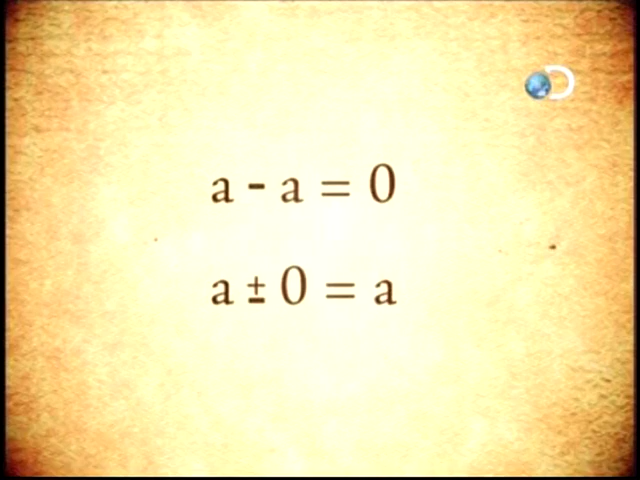 a - a = 0
a ± 0 = a